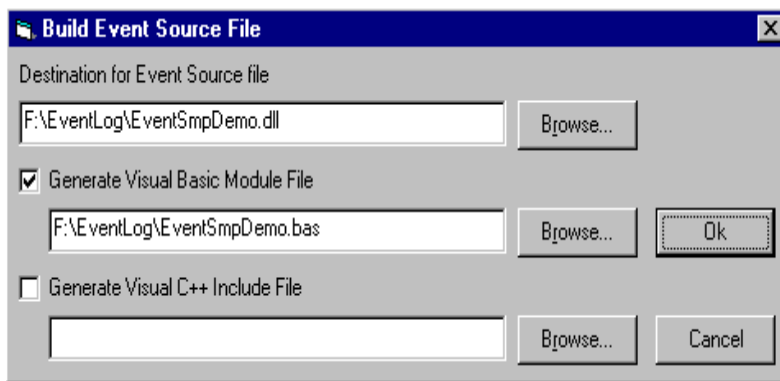 Build Event Source File
Destination for Event Source file
F:\EventLog\EventSmpDemo.dll
Browse...
Generate Visual Basic Module File
F:\EventLog\EventSmpDemo.bas
Browse...
Ok
Generate Visual C++ Include File
Browse...
Cancel